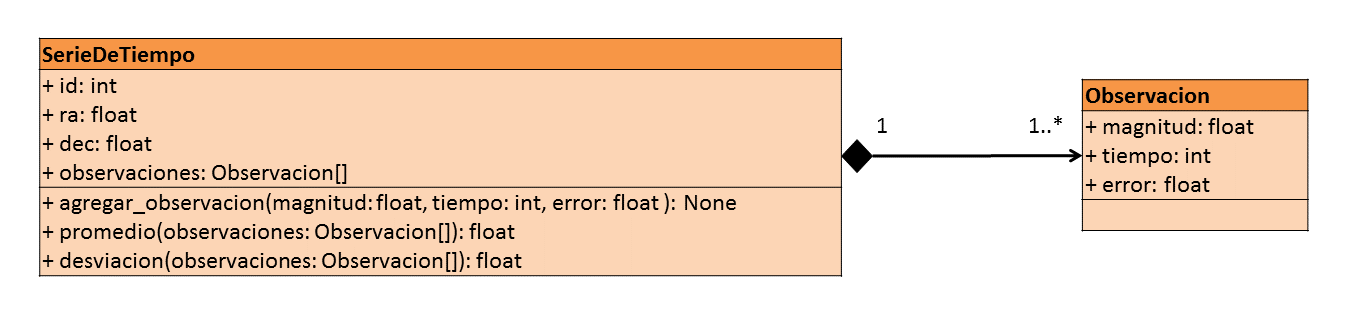 SerieDeTiempo
+ id: int
+ ra: float
+ dec: float
+ observaciones: Observacion[]
+ agregar_observacion(magnitud: float, tiempo: int, error: float ): None
+ promedio(observaciones: Observacion[]): float
+ desviacion(observaciones: Observacion[]): float
1
1..*
Observacion
+ magnitud: float
+ tiempo: int
+ error: float